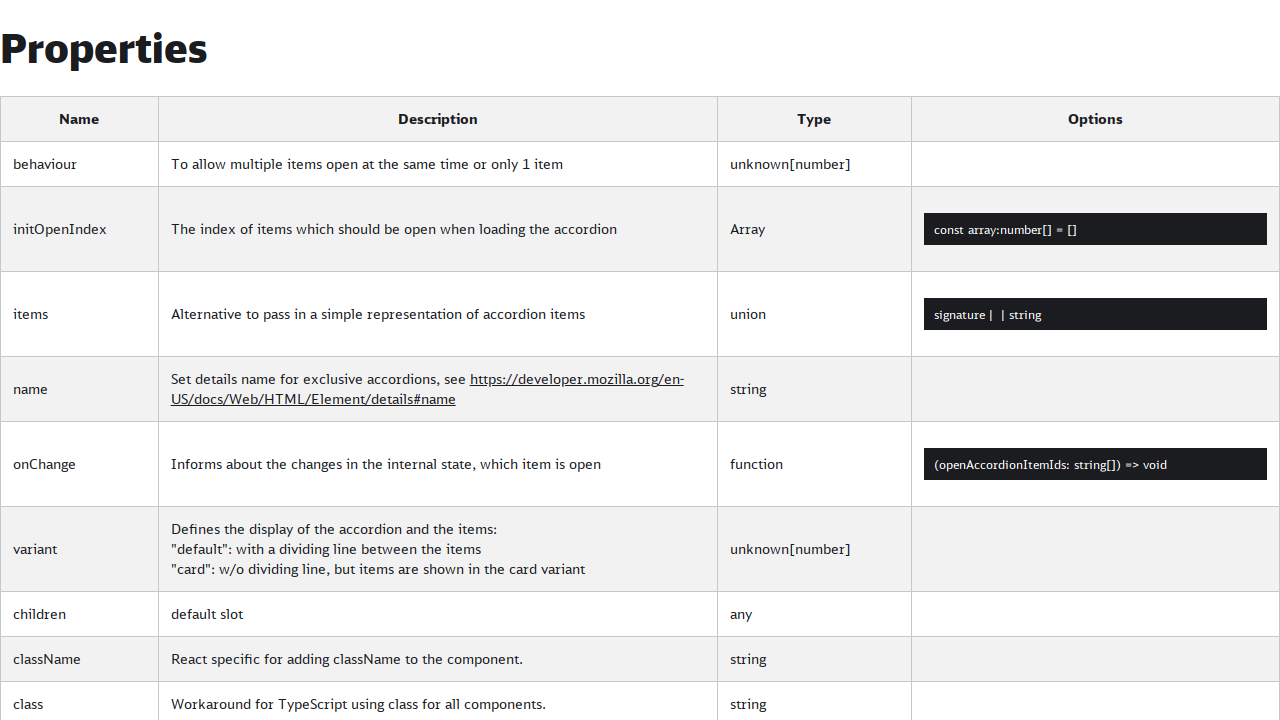 Properties
Name Description Type Options
behaviour To allow multiple items open at the same time or only 1 item unknown[number]
initOpenIndex The index of items which should be open when loading the accordion Array const array:number[] = []
items Alternative to pass in a simple representation of accordion items union signature | | string
name Set details name for exclusive accordions, see https://developer.mozilla.org/en-
US/docs/Web/HTML/Element/details#name string
onChange Informs about the changes in the internal state, which item is open function (openAccordionItemIds: string[]) => void
variant Defines the display of the accordion and the items:
"default": with a dividing line between the items unknown[number]
"card": w/o dividing line, but items are shown in the card variant
children default slot any
className React specific for adding className to the component. string
class Workaround for TypeScript using class for all components. string